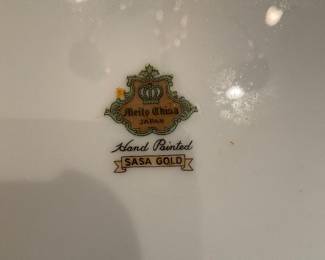 Meito China
JAPAN
Hand Painted
SASA GOLD